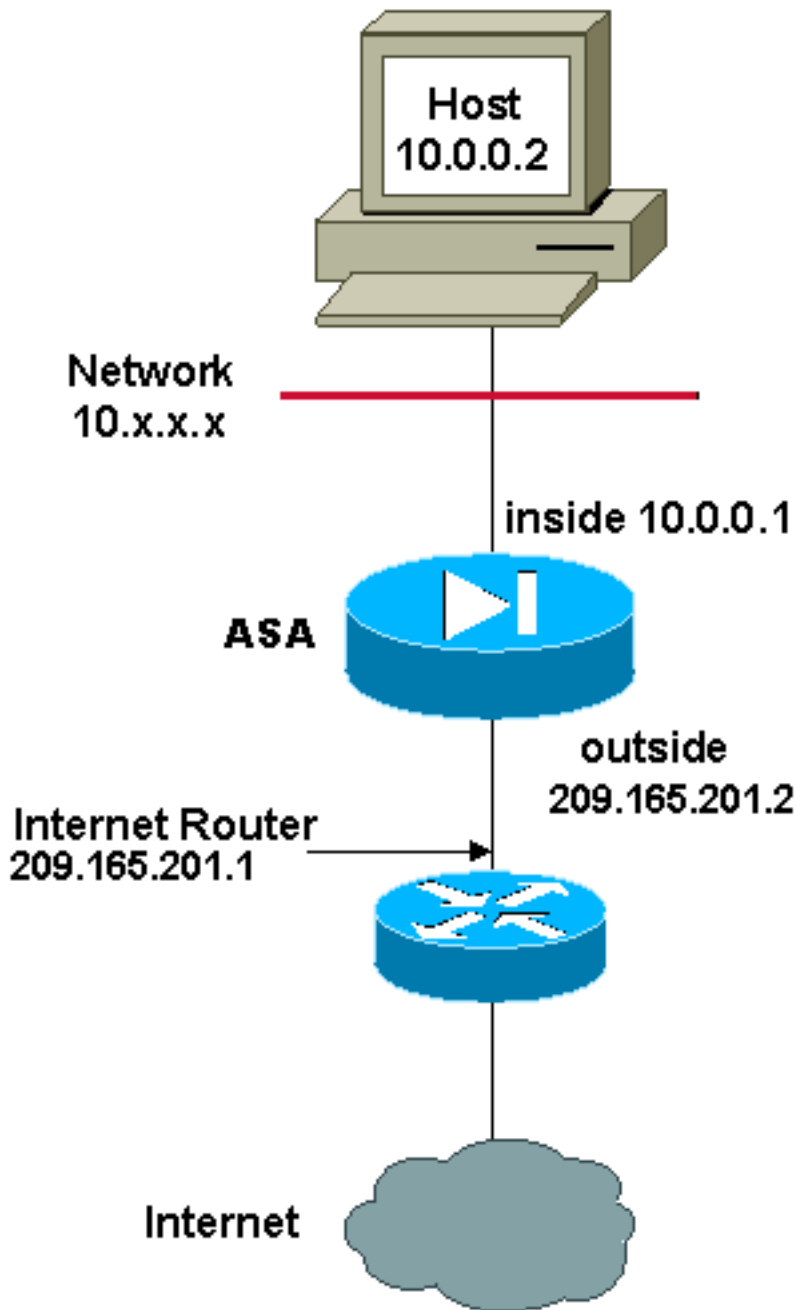 Host
10.0.0.2
Network
10.x.x.x
inside 10.0.0.1
ASA
outside
209.165.201.2
Internet Router
209.165.201.1
Internet